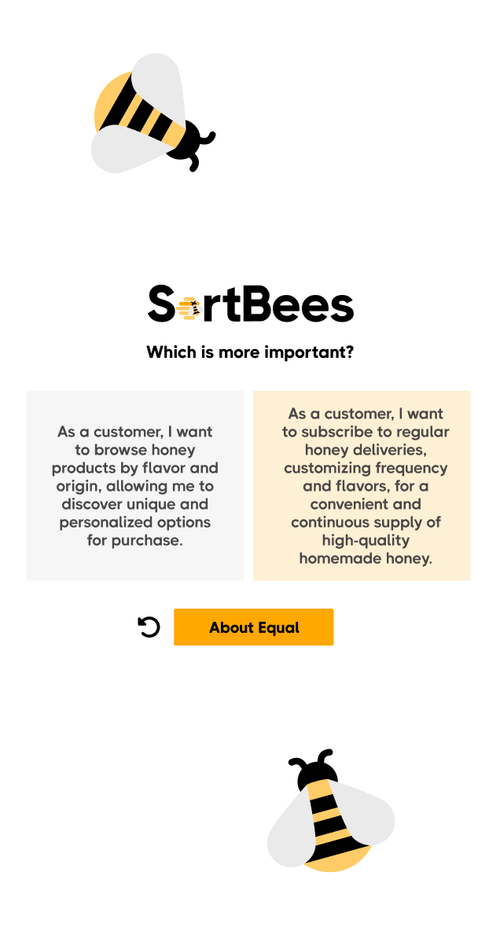 SortBees
Which is more important?
As a customer, I want
to browse honey
products by flavor and
origin, allowing me to
discover unique and
personalized options
for purchase.
As a customer, I want
to subscribe to regular
honey deliveries,
customizing frequency
and flavors, for a
convenient and
continuous supply of
high-quality
homemade honey.
About Equal